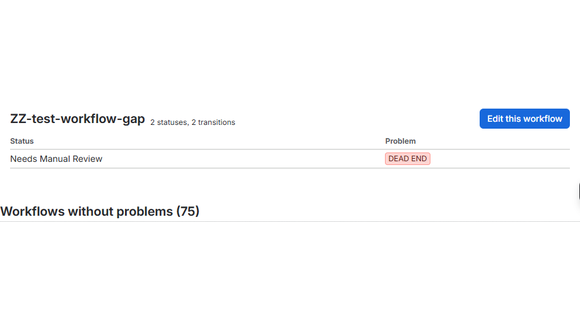 ZZ-test-workflow-gap 2 statuses, 2 transitions Edit this workflow
Status Problem
Needs Manual Review DEAD END
Workflows without problems (75)